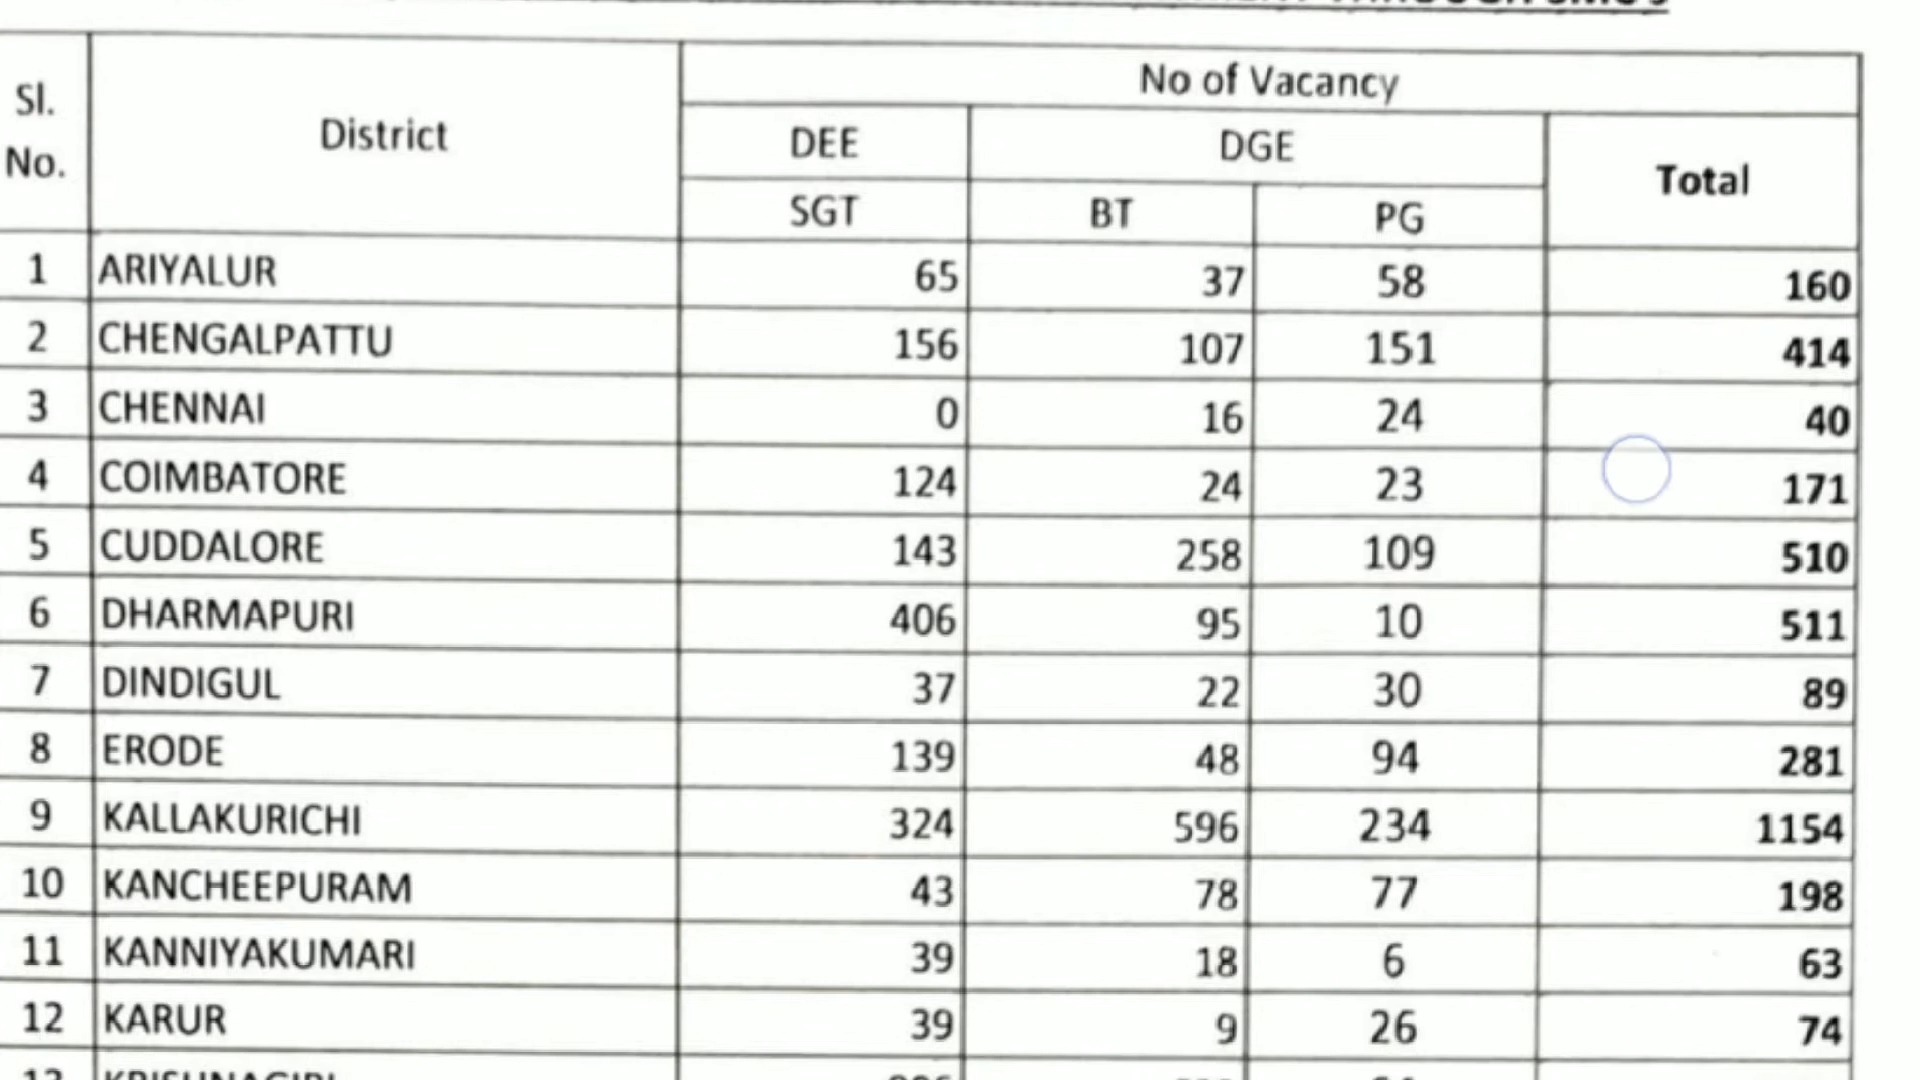 THROUGH SMC'S
No of Vacancy
Sl. No. District DEE DGE Total
SGT BT PG
1 ARIYALUR 65 37 58 160
2 CHENGALPATTU 156 107 151 414
3 CHENNAI 0 16 24 40
4 COIMBATORE 124 24 23 171
5 CUDDALORE 143 258 109 510
6 DHARMAPURI 406 95 10 511
7 DINDIGUL 37 22 30 89
8 ERODE 139 48 94 281
9 KALLAKURICHI 324 596 234 1154
10 KANCHEEPURAM 43 78 77 198
11 KANNIYAKUMARI 39 18 6 63
12 KARUR 39 9 26 74
13 KRISHNAGIRI